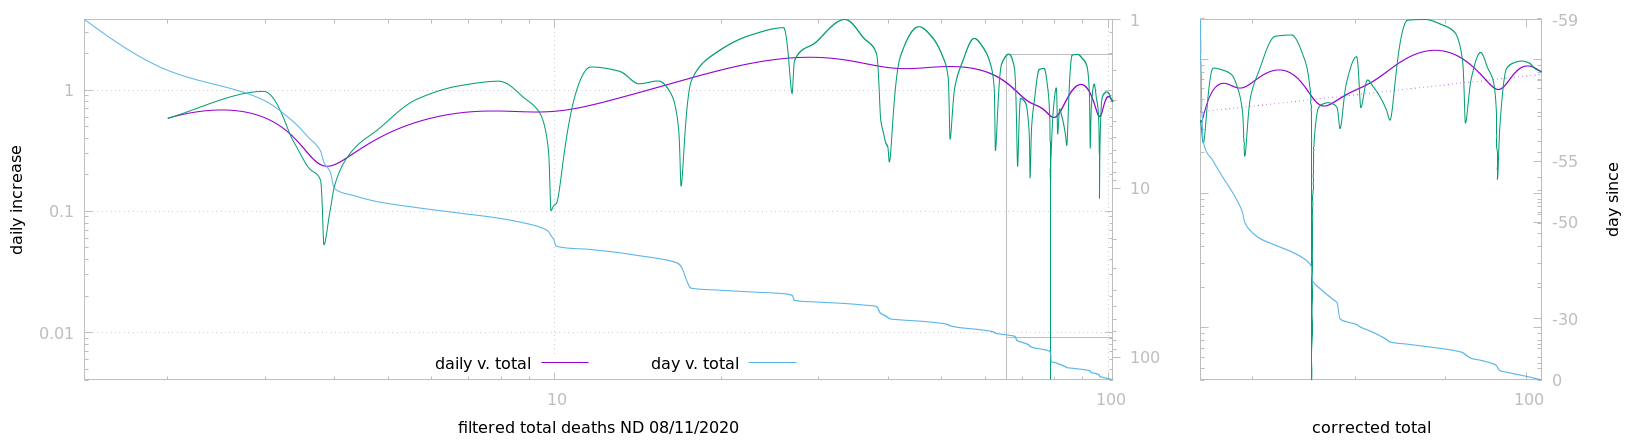 daily increase
1
0.1
0.01
daily v. total
day v. total
10
100
filtered total deaths ND 08/11/2020
1
10
100
-59
-55
-50
-30
0
day since
100
corrected total